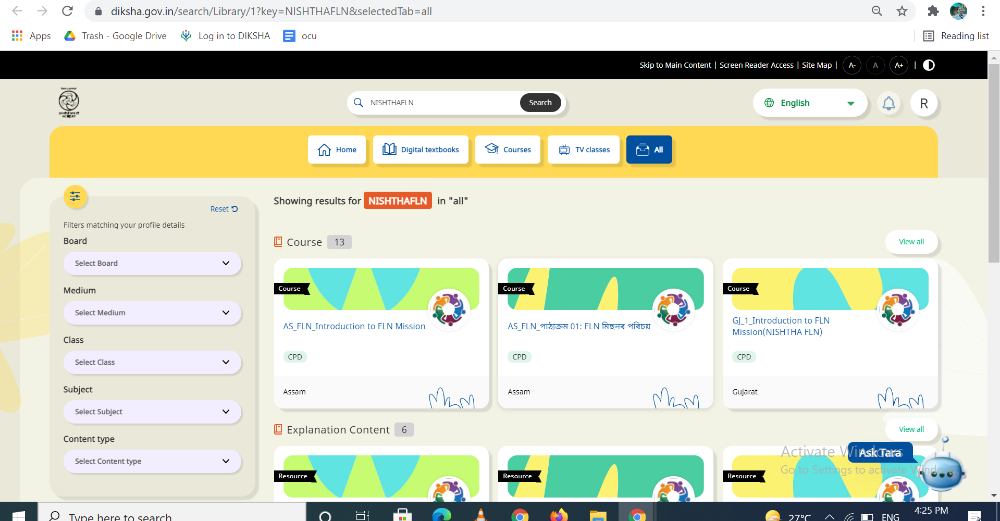 diksha.gov.in/search/Library/1?key=NISHTHAFLN&selectedTab=all
Apps Trash - Google Drive Log in to DIKSHA ocu Reading list
Skip to Main Content | Screen Reader Access | Site Map | A- A A+ |
NISHTHAFLN Search English R
Home Digital textbooks Courses TV classes All
Reset
Filters matching your profile details
Board
Select Board
Medium
Select Medium
Class
Select Class
Subject
Select Subject
Content type
Select Content type
Showing results for NISHTHAFLN in "all"
Course 13 View all
Course
AS_FLN_Introduction to FLN Mission
CPD
Assam
Course
AS_FLN_পাঠ্যক্ৰম 01: FLN মিছনৰ পৰিচয়
CPD
Assam
Course
GJ_1_Introduction to FLN
Mission(NISHTHA FLN)
CPD
Gujarat
Explanation Content 6 View all
Resource
Resource
Resource
Ask Tara
Activate Windows
Go to Settings to activate Windows.
Type here to search
27°C ENG 4:25 PM